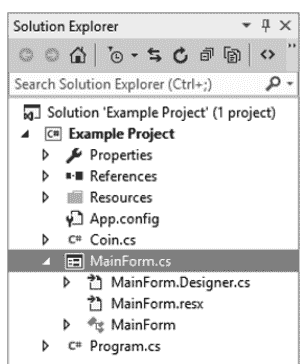 Solution Explorer
Search Solution Explorer (Ctrl+;)
Solution 'Example Project' (1 project)
C# Example Project
Properties
References
Resources
App.config
C# Coin.cs
MainForm.cs
MainForm.Designer.cs
MainForm.resx
MainForm
C# Program.cs